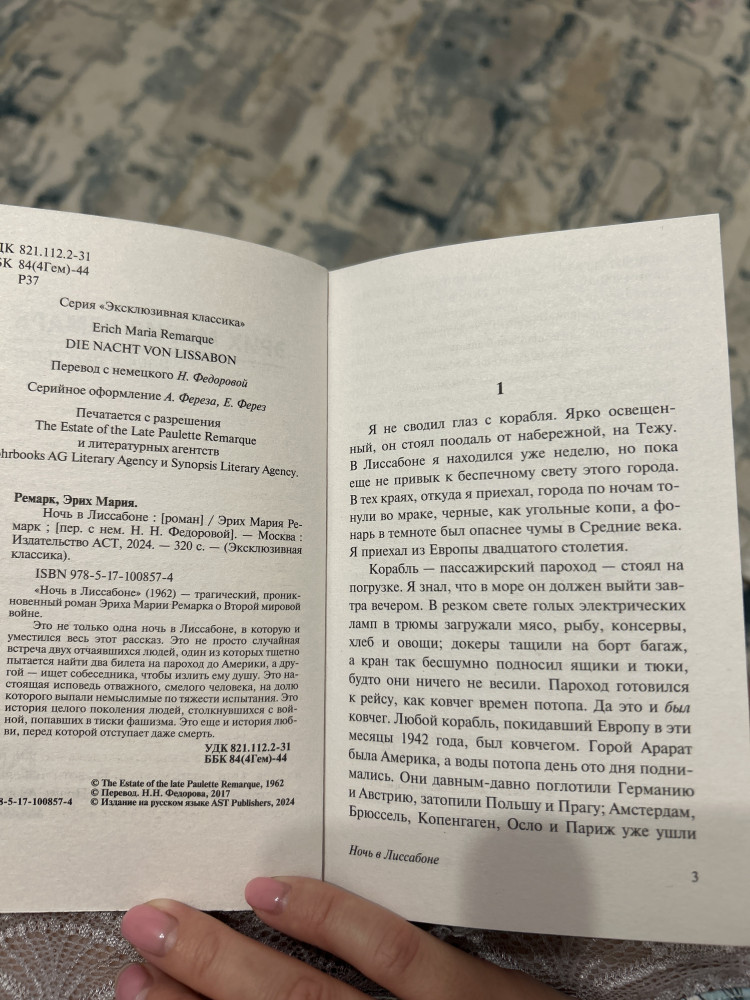 УДК 821.112.2-31
ББК 84(4Гем)-44
Р37
Серия «Эксклюзивная классика»
Erich Maria Remarque
DIE NACHT VON LISSABON
Перевод с немецкого Н. Федоровой
Серийное оформление А. Фереза, Е. Ферез
Печатается с разрешения
The Estate of the Late Paulette Remarque
и литературных агентств
AG Literary Agency и Synopsis Literary Agency.
Ремарк, Эрих Мария.
Ночь в Лиссабоне : [роман] / Эрих Мария Ре-
марк ; [пер. с нем. Н. Н. Федоровой]. — Москва :
Издательство АСТ, 2024. — 320 с. — (Эксклюзивная
классика).
ISBN 978-5-17-100857-4
«Ночь в Лиссабоне» (1962) — трагический, проник-
новенный роман Эриха Марии Ремарка о Второй мировой
войне.
Это не только одна ночь в Лиссабоне, в которую и
уместился весь этот рассказ. Это не просто случайная
встреча двух отчаявшихся людей, один из которых тщетно
пытается найти два билета на пароход до Америки, а дру-
гой — ищет собеседника, чтобы излить ему душу. Это на-
стоящая исповедь отважного, смелого человека, на долю
которого выпали немыслимые по тяжести испытания. Это
история целого поколения людей, столкнувшихся с вой-
ной, попавших в тиски фашизма. Это еще и история люб-
ви, перед которой отступает даже смерть.
УДК 821.112.2-31
ББК 84(4Гем)-44
© The Estate of the late Paulette Remarque, 1962
© Перевод. Н.Н. Федорова, 2017
8-5-17-100857-4 © Издание на русском языке AST Publishers, 2024
1
Я не сводил глаз с корабля. Ярко освещен-
ный, он стоял поодаль от набережной, на Тежу.
В Лиссабоне я находился уже неделю, но пока
еще не привык к беспечному свету этого города.
В тех краях, откуда я приехал, города по ночам то-
нули во мраке, черные, как угольные копи, а фо-
нарь в темноте был опаснее чумы в Средние века.
Я приехал из Европы двадцатого столетия.
Корабль — пассажирский пароход — стоял на
погрузке. Я знал, что в море он должен выйти зав-
тра вечером. В резком свете голых электрических
ламп в трюмы загружали мясо, рыбу, консервы,
хлеб и овощи; докеры тащили на борт багаж,
а кран так бесшумно подносил ящики и тюки,
будто они ничего не весили. Пароход готовился
к рейсу, как ковчег времен потопа. Да это и был
ковчег. Любой корабль, покидавший Европу в эти
месяцы 1942 года, был ковчегом. Горой Арарат
была Америка, а воды потопа день ото дня подни-
мались. Они давным-давно поглотили Германию
и Австрию, затопили Польшу и Прагу; Амстердам,
Брюссель, Копенгаген, Осло и Париж уже ушли
Ночь в Лиссабоне
3